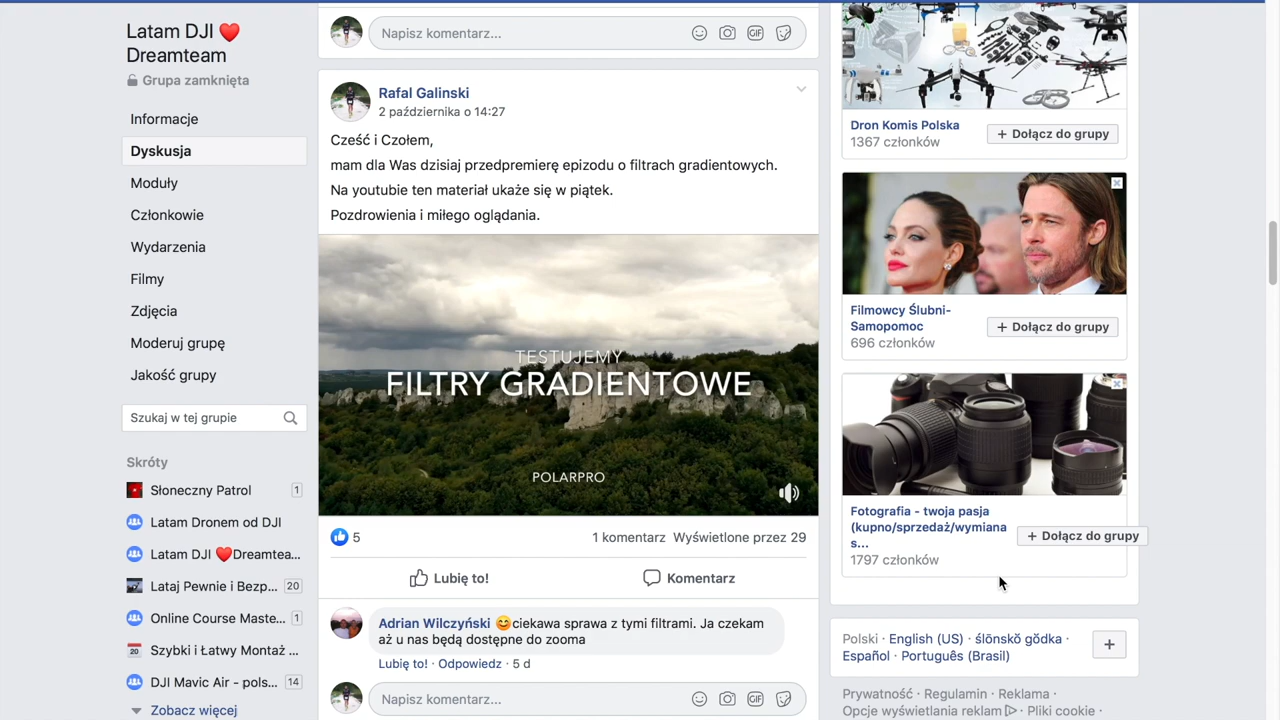 Latam DJI ❤️
Dreamteam
Grupa zamknięta
Informacje
Dyskusja
Moduły
Członkowie
Wydarzenia
Filmy
Zdjęcia
Moderuj grupę
Jakość grupy
Szukaj w tej grupie
Skróty
Słoneczny Patrol 1
Latam Dronem od DJI
Latam DJI ❤️Dreamtea...
Lataj Pewnie i Bezp... 20
Online Course Maste... 1
Szybki i Łatwy Montaż ...
DJI Mavic Air - pols... 14
Zobacz więcej
Napisz komentarz...
GIF
Rafal Galinski
2 października o 14:27
Cześć i Czołem,
mam dla Was dzisiaj przedpremierę epizodu o filtrach gradientowych.
Na youtubie ten materiał ukaże się w piątek.
Pozdrowienia i miłego oglądania.
TESTUJEMY
FILTRY GRADIENTOWE
POLARPRO
5
1 komentarz Wyświetlone przez 29
Lubię to!
Komentarz
Adrian Wilczyński 😊ciekawa sprawa z tymi filtrami. Ja czekam
aż u nas będą dostępne do zooma
Lubię to! · Odpowiedz · 5 d
Napisz komentarz...
GIF
Dron Komis Polska
1367 członków
+ Dołącz do grupy
Filmowcy Ślubni-
Samopomoc
696 członków
+ Dołącz do grupy
Fotografia - twoja pasja
(kupno/sprzedaż/wymiana
s...
1797 członków
+ Dołącz do grupy
Polski · English (US) · ślōnskŏ gŏdka ·
Español · Português (Brasil)
+
Prywatność · Regulamin · Reklama ·
Opcje wyświetlania reklam · Pliki cookie ·